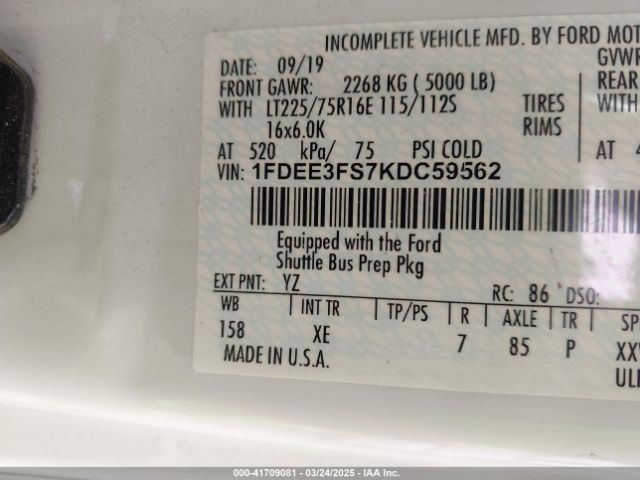 INCOMPLETE VEHICLE MFD. BY FORD MOT
DATE: 09/19 GVWR
FRONT GAWR: 2268 KG ( 5000 LB) REAR
WITH LT225/75R16E 115/112S TIRES WITH
16x6.0K RIMS
AT 520 kPa/ 75 PSI COLD AT 4
VIN: 1FDEE3FS7KDC59562
Equipped with the Ford
Shuttle Bus Prep Pkg
EXT PNT: YZ RC: 86 DSO:
WB INT TR TP/PS R AXLE TR SP
158 XE 7 85 P XXV
MADE IN U.S.A.
000-41709081 - 03/24/2025 - IAA Inc.